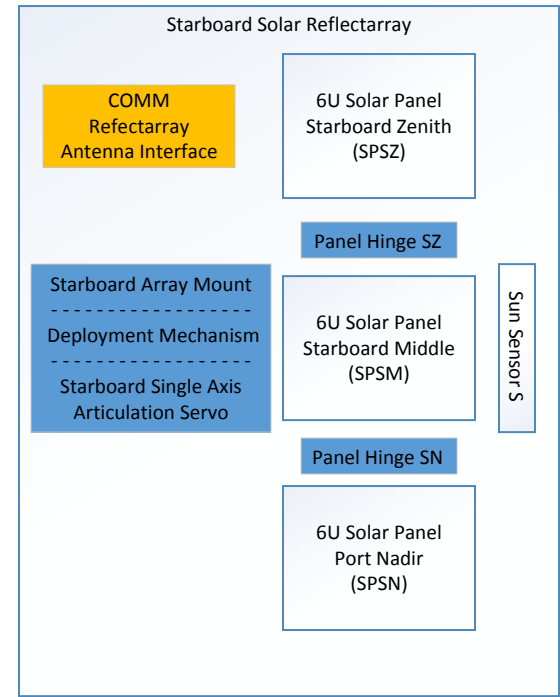 Starboard Solar Reflectarray
COMM
Refectarray
Antenna Interface
6U Solar Panel
Starboard Zenith
(SPSZ)
Panel Hinge SZ
Starboard Array Mount
- - - - - - - - - - - - - - - - - -
Deployment Mechanism
- - - - - - - - - - - - - - - - - -
Starboard Single Axis
Articulation Servo
6U Solar Panel
Starboard Middle
(SPSM)
Sun Sensor S
Panel Hinge SN
6U Solar Panel
Port Nadir
(SPSN)